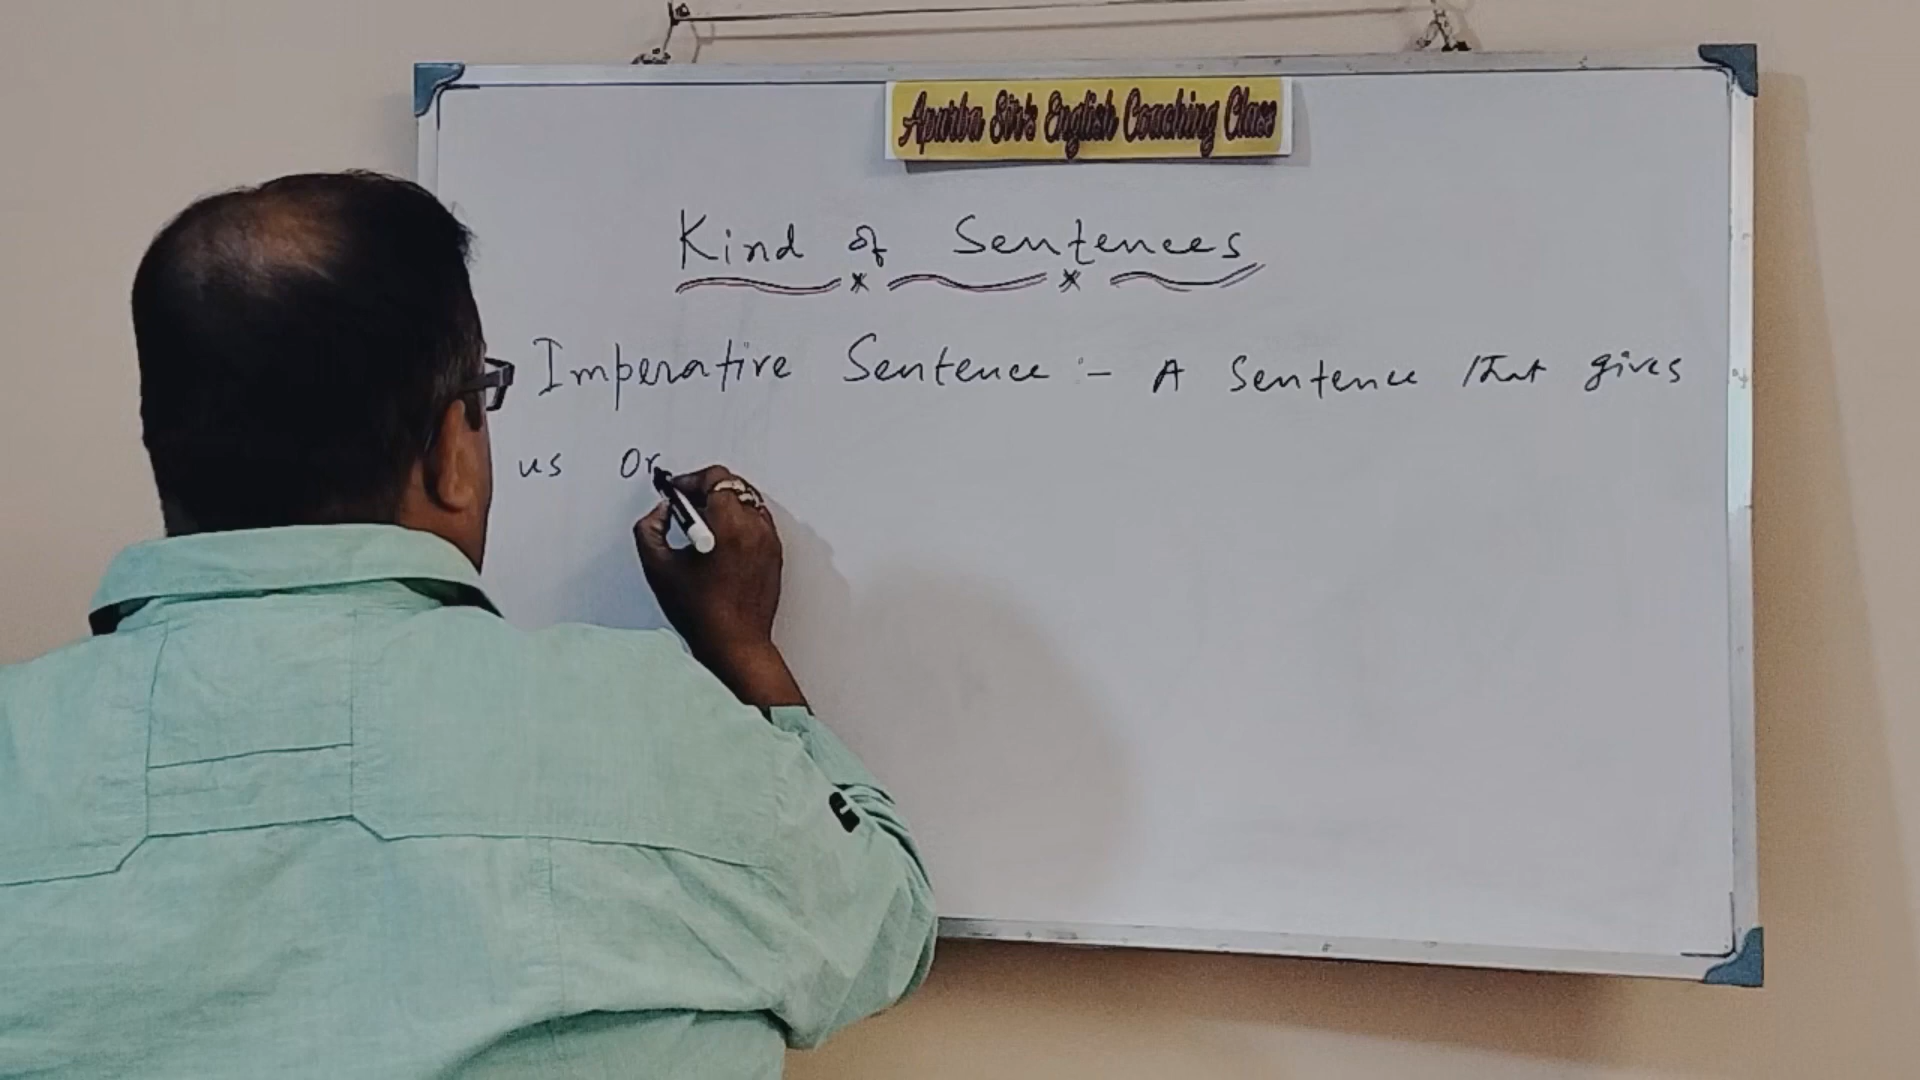 Apurba Sir's English Coaching Class
Kind of Sentences
Imperative Sentence :- A Sentence that gives
us Or